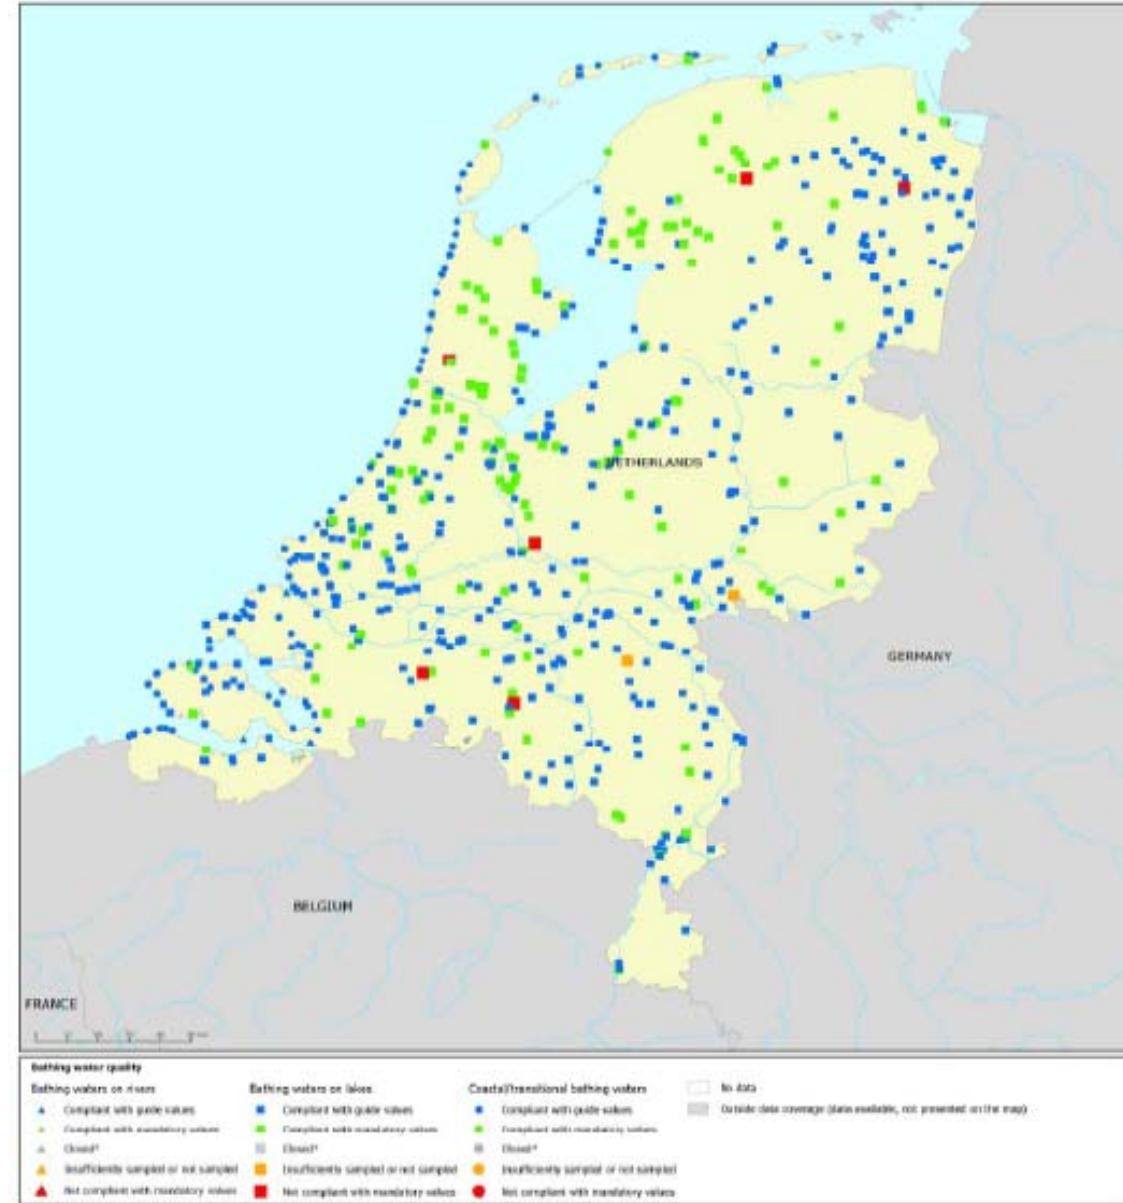 NETHERLANDS
GERMANY
BELGIUM
FRANCE
Bathing water quality
Bathing waters on rivers
Compliant with guide values
Compliant with mandatory values
Closed*
Insufficiently sampled or not sampled
Not compliant with mandatory values
Bathing waters on lakes
Compliant with guide values
Compliant with mandatory values
Closed*
Insufficiently sampled or not sampled
Not compliant with mandatory values
Coastal/transitional bathing waters
Compliant with guide values
Compliant with mandatory values
Closed*
Insufficiently sampled or not sampled
Not compliant with mandatory values
No data
Outside data coverage (data available, not presented on the map)